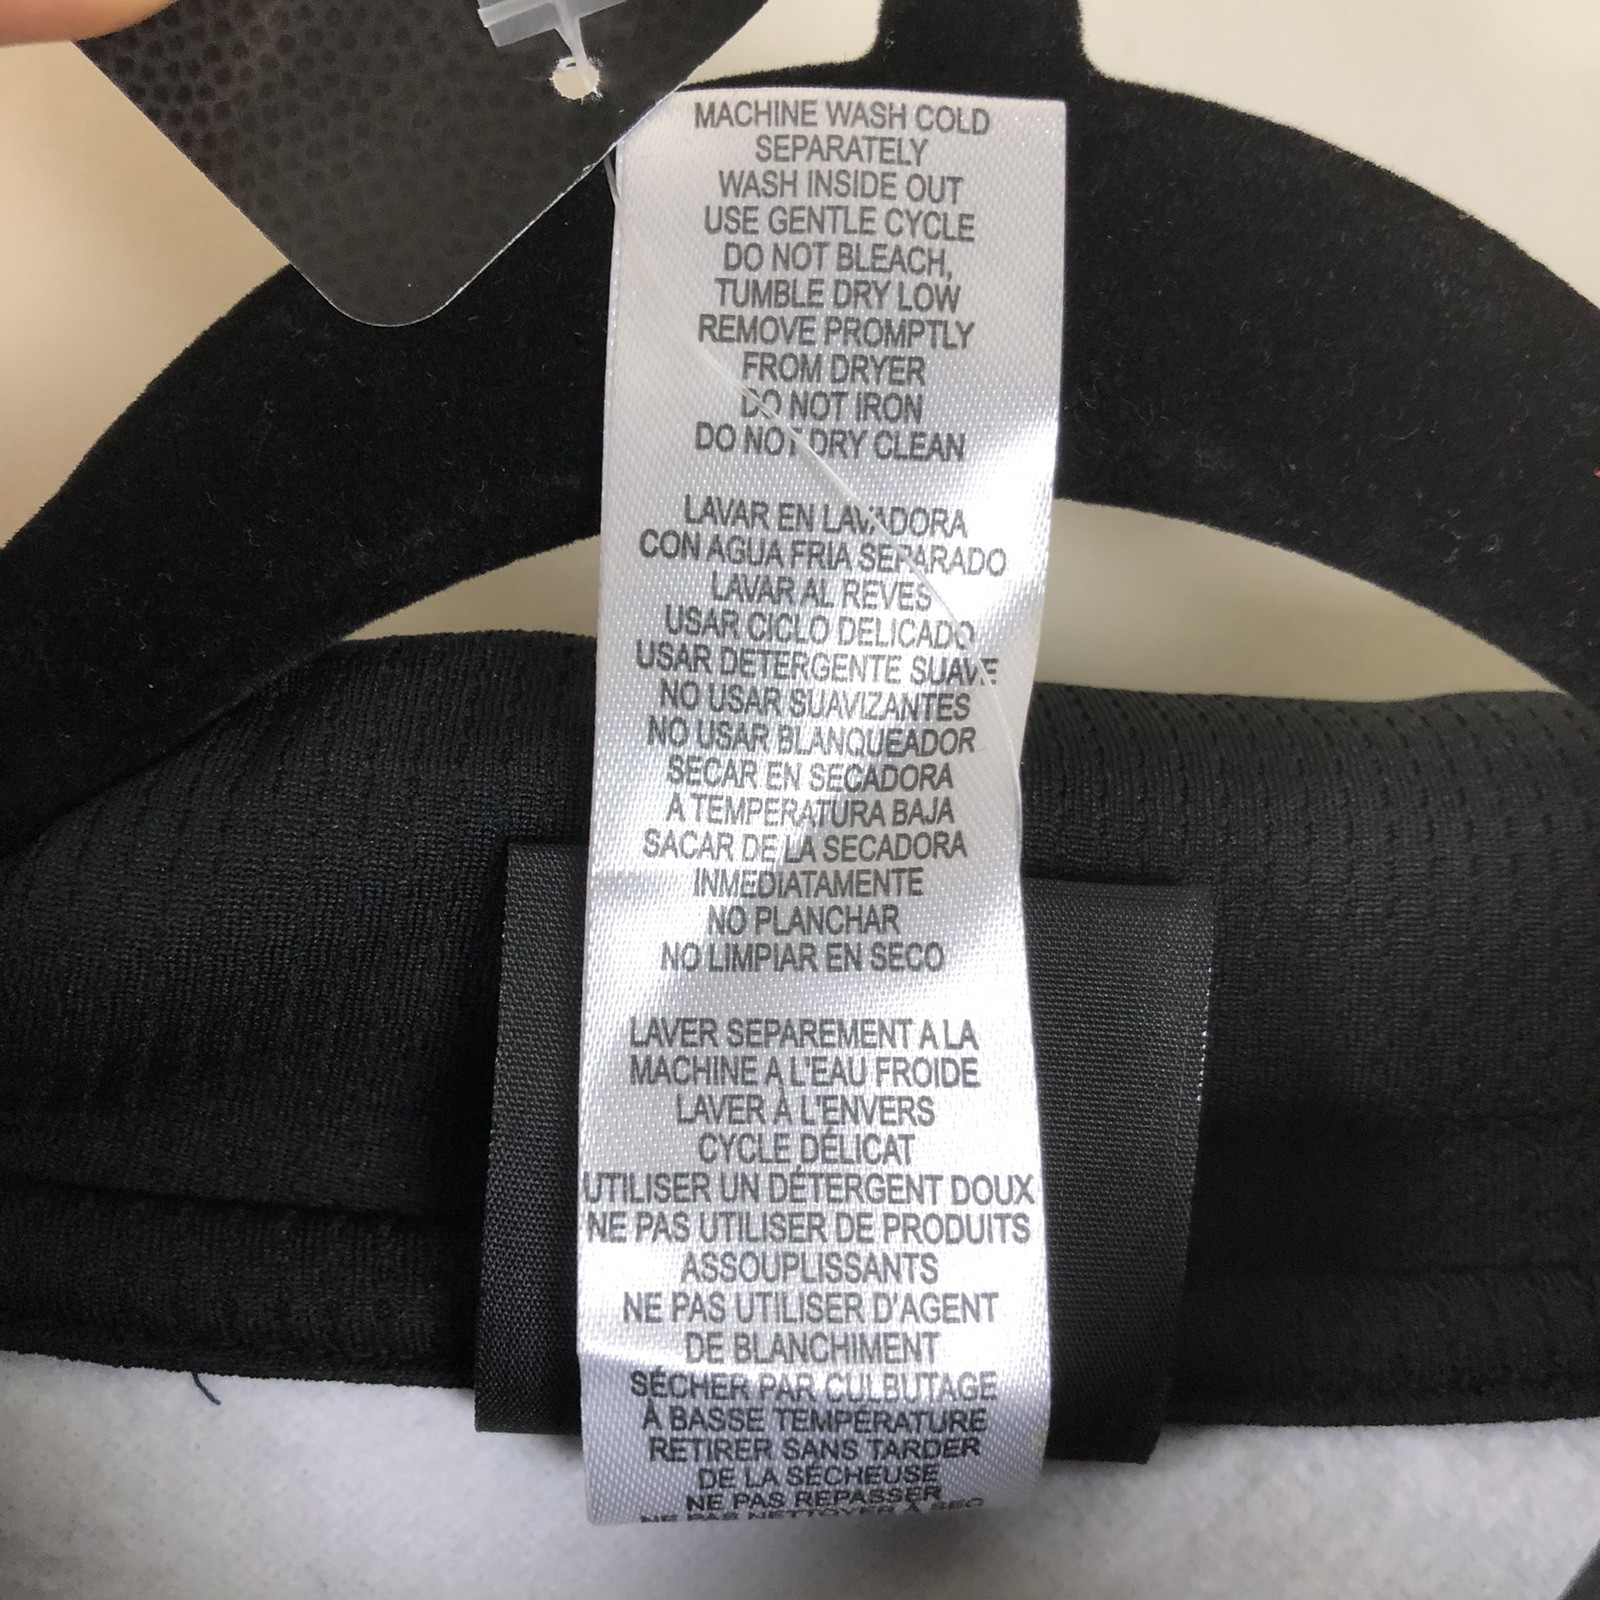 MACHINE WASH COLD
SEPARATELY
WASH INSIDE OUT
USE GENTLE CYCLE
DO NOT BLEACH,
TUMBLE DRY LOW
REMOVE PROMPTLY
FROM DRYER
DO NOT IRON
DO NOT DRY CLEAN
LAVAR EN LAVADORA
CON AGUA FRIA SEPARADO
LAVAR AL REVES
USAR CICLO DELICADO
USAR DETERGENTE SUAVE
NO USAR SUAVIZANTES
NO USAR BLANQUEADOR
SECAR EN SECADORA
A TEMPERATURA BAJA
SACAR DE LA SECADORA
INMEDIATAMENTE
NO PLANCHAR
NO LIMPIAR EN SECO
LAVER SEPAREMENT A LA
MACHINE A L'EAU FROIDE
LAVER À L'ENVERS
CYCLE DÉLICAT
UTILISER UN DÉTERGENT DOUX
NE PAS UTILISER DE PRODUITS
ASSOUPLISSANTS
NE PAS UTILISER D'AGENT
DE BLANCHIMENT
SÉCHER PAR CULBUTAGE
À BASSE TEMPÉRATURE
RETIRER SANS TARDER
DE LA SÉCHEUSE
NE PAS REPASSER
NE PAS NETTOYER À SEC